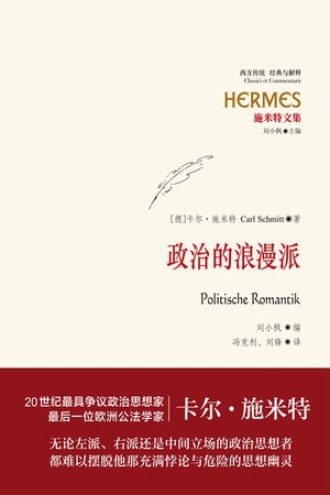 西方传统 经典与解释
Classici et Commentarii
HERMES
施米特文集
刘小枫●主编
[德]卡尔·施米特 Carl Schmitt●著
政治的浪漫派
Politische Romantik
刘小枫●编
冯克利、刘锋●译
20世纪最具争议政治思想家
最后一位欧洲公法学家
卡尔·施米特
无论左派、右派还是中间立场的政治思想者
都难以摆脱他那充满悖论与危险的思想幽灵